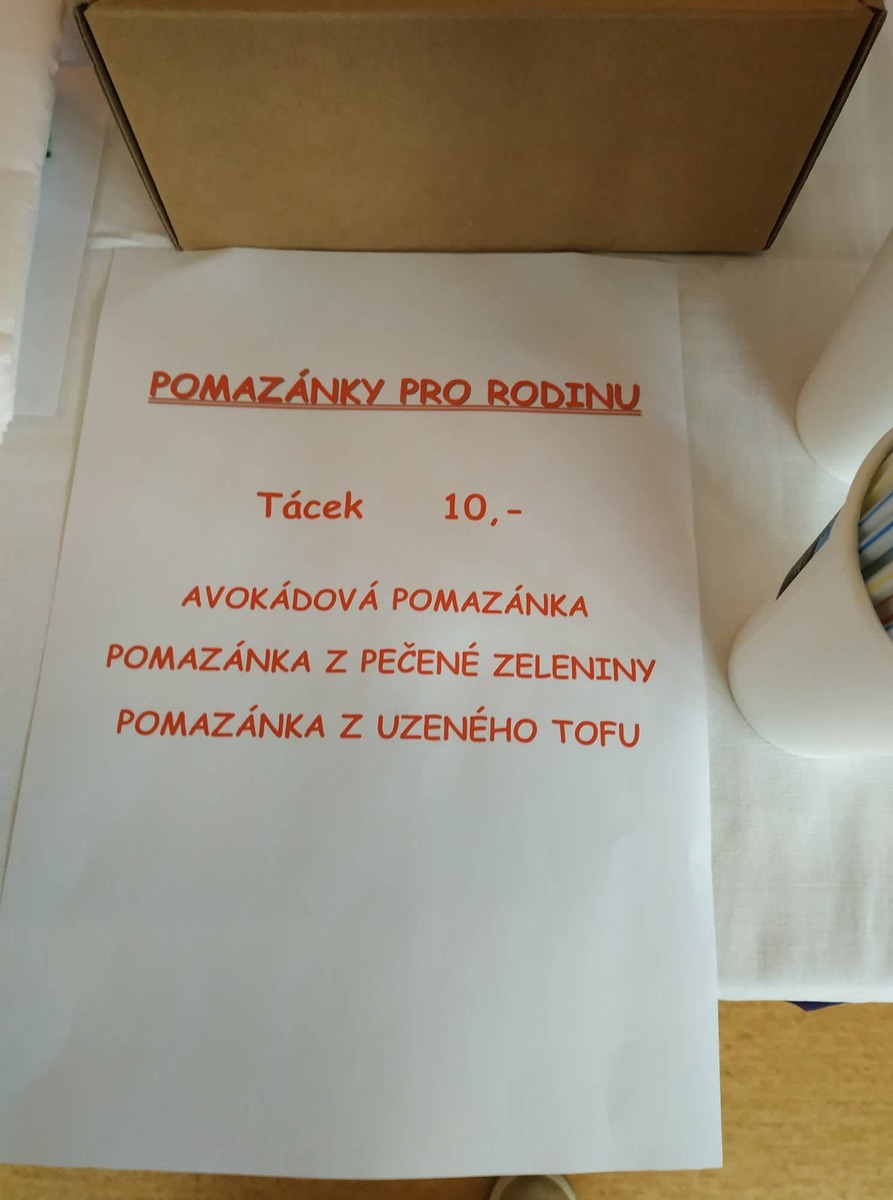 POMAZÁNKY PRO RODINU
Tácek 10,-
AVOKÁDOVÁ POMAZÁNKA
POMAZÁNKA Z PEČENÉ ZELENINY
POMAZÁNKA Z UZENÉHO TOFU